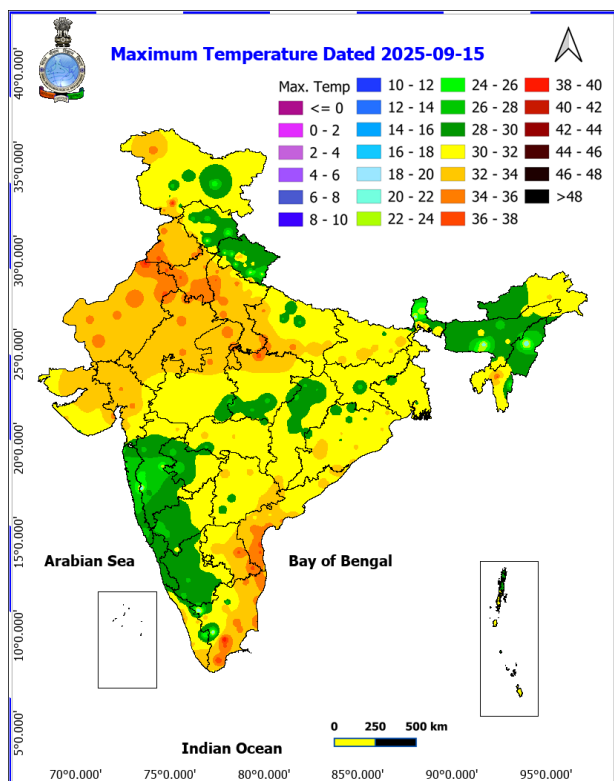 Maximum Temperature Dated 2025-09-15
Max. Temp
<= 0
0 - 2
2 - 4
4 - 6
6 - 8
8 - 10
10 - 12
12 - 14
14 - 16
16 - 18
18 - 20
20 - 22
22 - 24
24 - 26
26 - 28
28 - 30
30 - 32
32 - 34
34 - 36
36 - 38
38 - 40
40 - 42
42 - 44
44 - 46
46 - 48
>48
40°0.000'
35°0.000'
30°0.000'
25°0.000'
20°0.000'
15°0.000'
10°0.000'
5°0.000'
Arabian Sea
Bay of Bengal
Indian Ocean
0 250 500 km
70°0.000' 75°0.000' 80°0.000' 85°0.000' 90°0.000' 95°0.000'